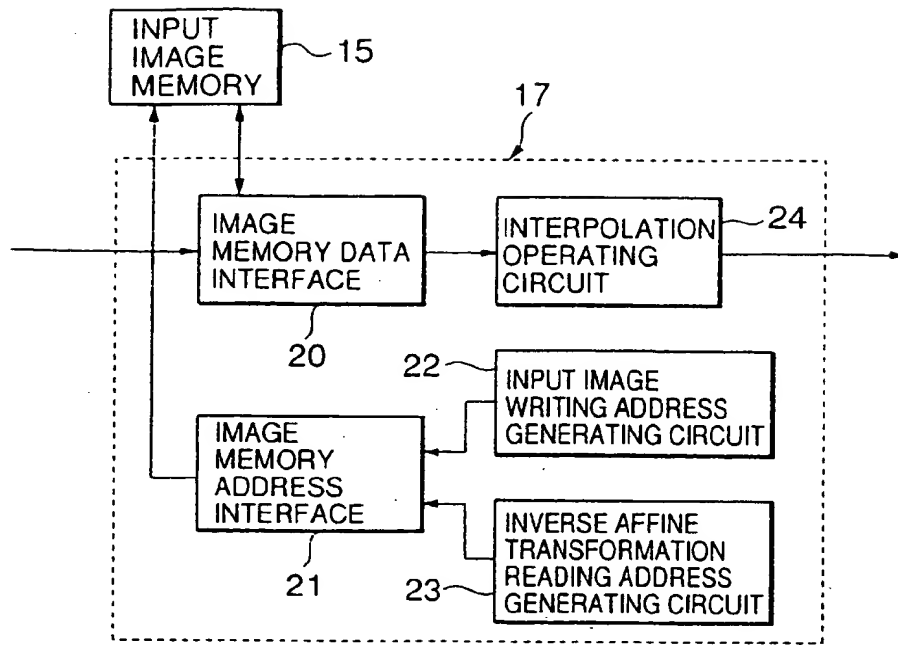 INPUT
IMAGE
MEMORY
15
17
IMAGE
MEMORY DATA
INTERFACE
20
INTERPOLATION
OPERATING
CIRCUIT
24
22
INPUT IMAGE
WRITING ADDRESS
GENERATING CIRCUIT
IMAGE
MEMORY
ADDRESS
INTERFACE
21
INVERSE AFFINE
TRANSFORMATION
READING ADDRESS
GENERATING CIRCUIT
23